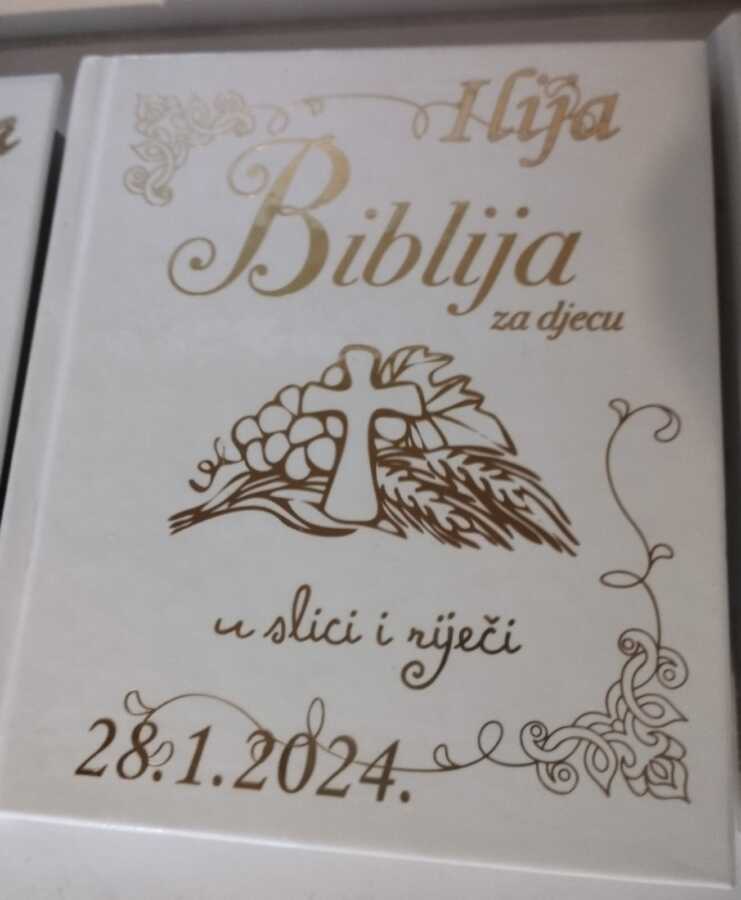 Ilija
Biblija
za djecu
u slici i riječi
28.1.2024.